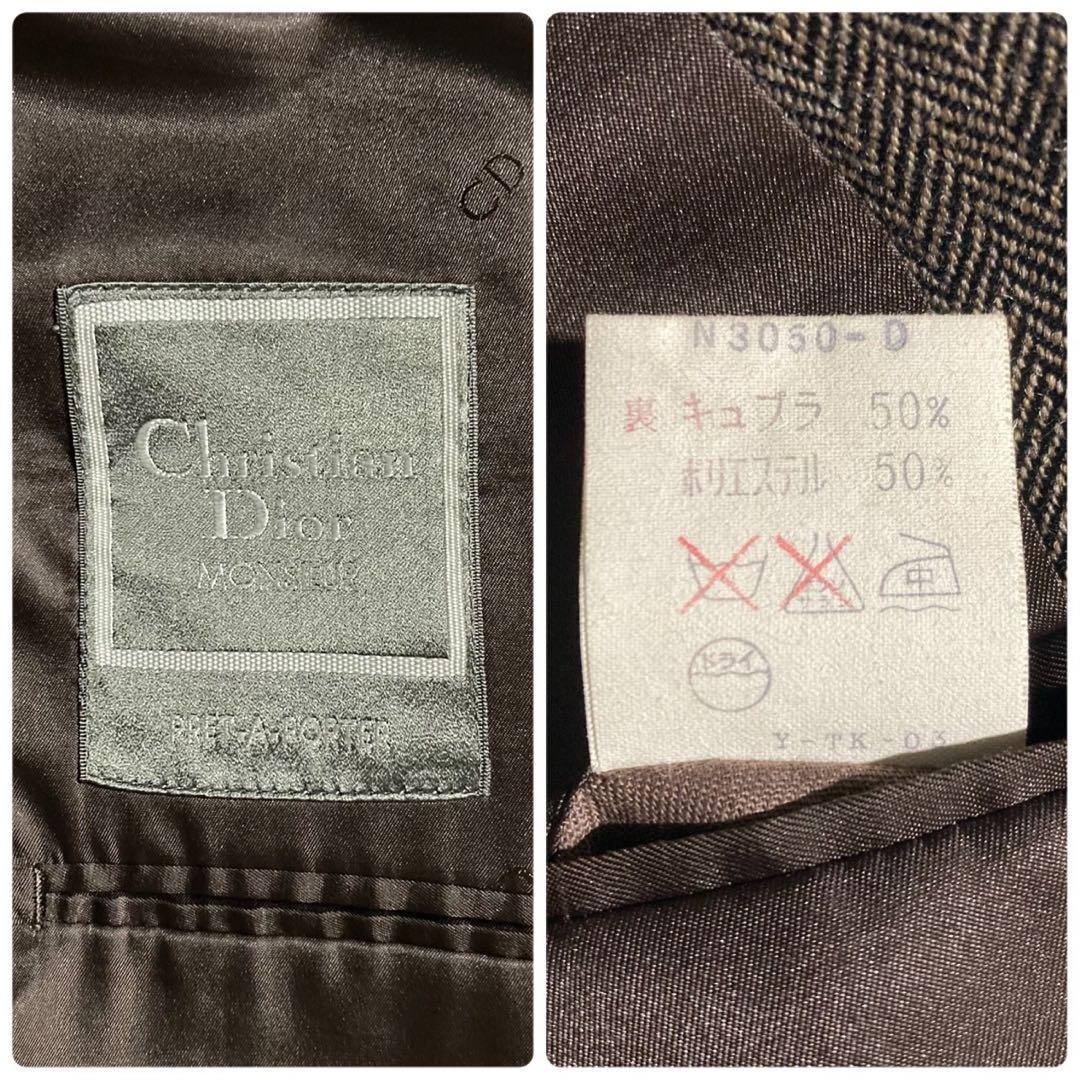 CD
Christian
Dior
MONSIEUR
PRET-A-PORTER
N3050-D
裏 キュプラ 50%
ポリエステル 50%
中
ドライ
Y-TK-03